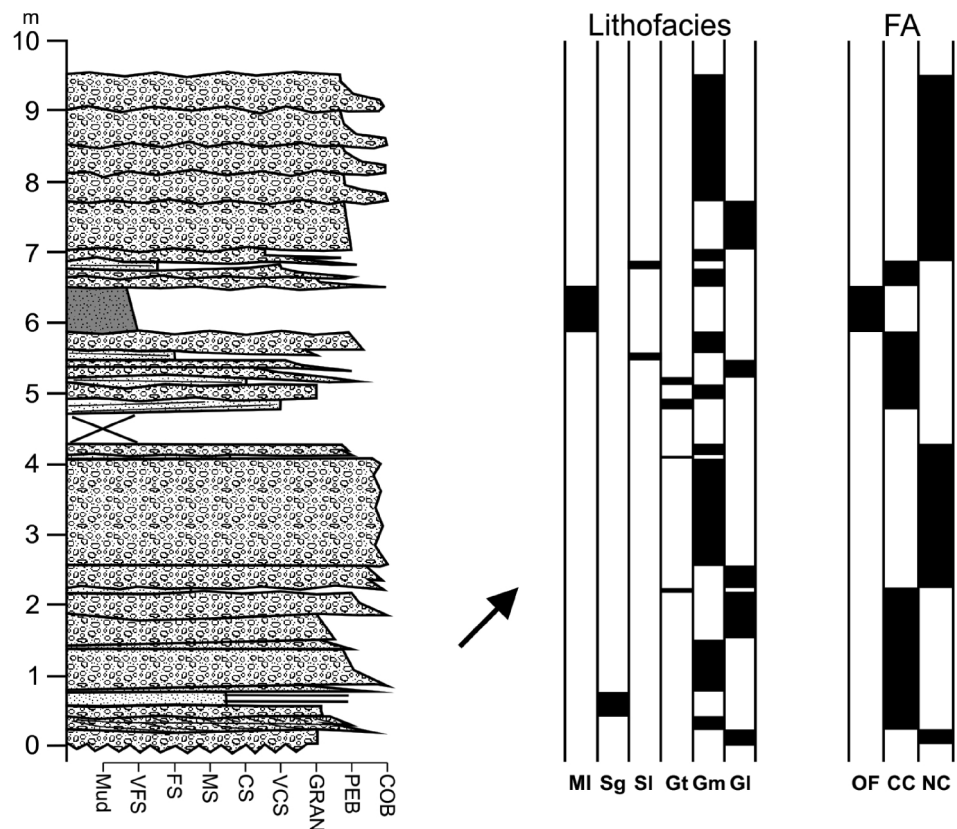 m
Lithofacies
FA
10
9
8
7
6
5
4
3
2
1
0
Mud
VFS
FS
MS
CS
VCS
GRAN
PEB
COB
Ml Sg Sl Gt Gm Gl
OF CC NC